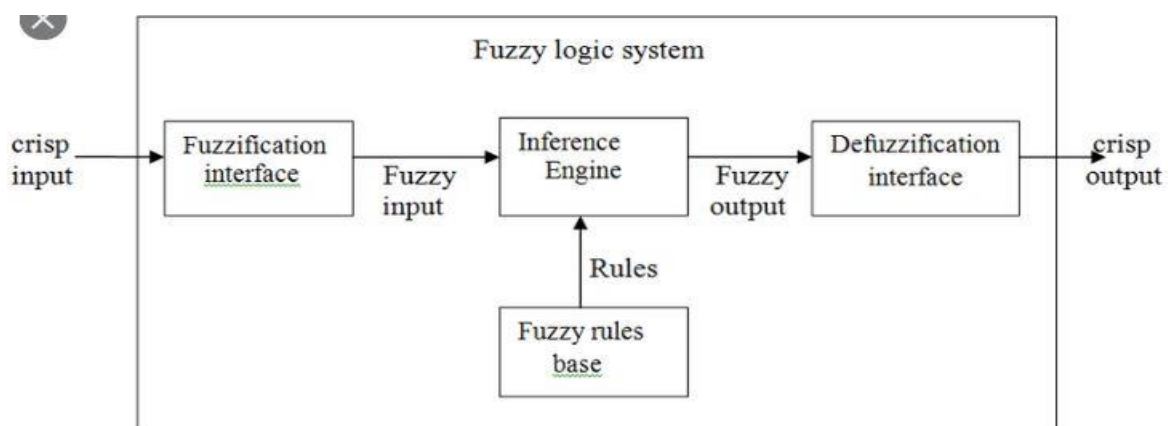 Fuzzy logic system
crisp
input
Fuzzification
interface
Fuzzy
input
Inference
Engine
Fuzzy
output
Defuzzification
interface
crisp
output
Rules
Fuzzy rules
base